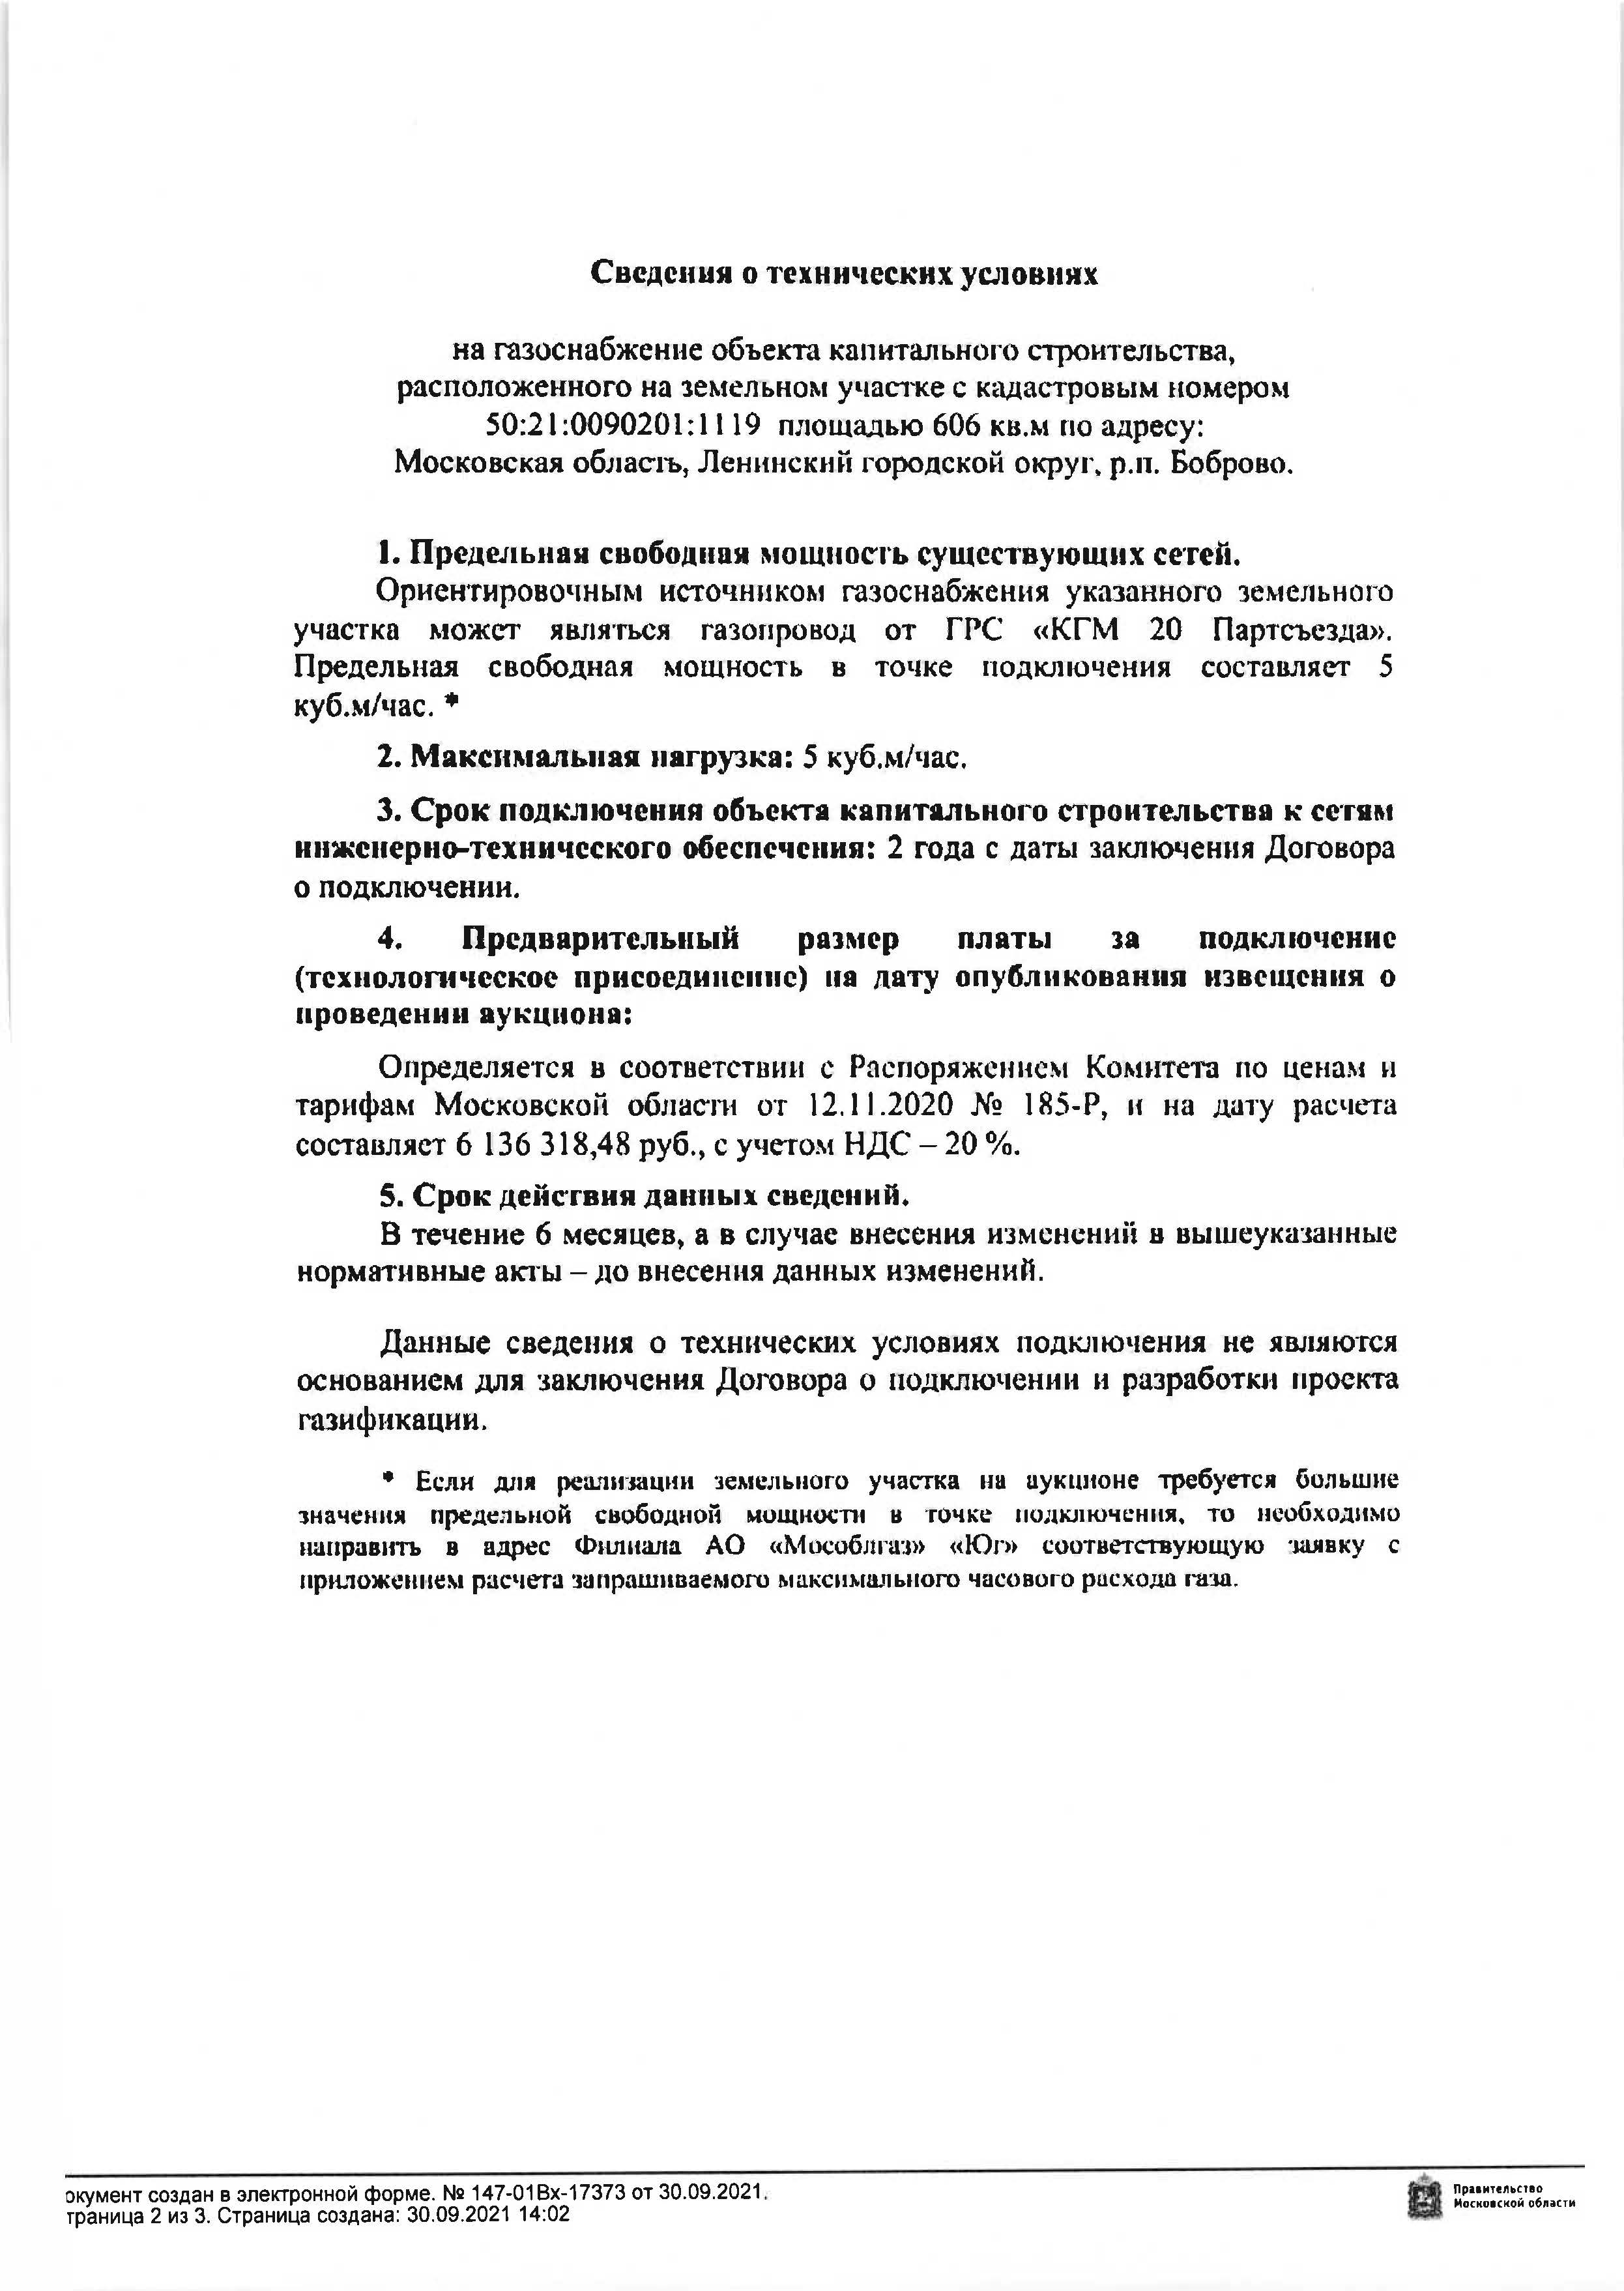 Сведения о технических условиях
на газоснабжение объекта капитального строительства,
расположенного на земельном участке с кадастровым номером
50:21:0090201:1119 площадью 606 кв.м по адресу:
Московская область, Ленинский городской округ, р.п. Боброво.
1. Предельная свободная мощность существующих сетей.
Ориентировочным источником газоснабжения указанного земельного
участка может являться газопровод от ГРС «КГМ 20 Партсъезда».
Предельная свободная мощность в точке подключения составляет 5
куб.м/час. *
2. Максимальная нагрузка: 5 куб.м/час.
3. Срок подключения объекта капитального строительства к сетям
инженерно-технического обеспечения: 2 года с даты заключения Договора
о подключении.
4. Предварительный размер платы за подключение
(технологическое присоединение) на дату опубликования извещения о
проведении аукциона:
Определяется в соответствии с Распоряжением Комитета по ценам и
тарифам Московской области от 12.11.2020 № 185-Р, и на дату расчета
составляет 6 136 318,48 руб., с учетом НДС – 20 %.
5. Срок действия данных сведений.
В течение 6 месяцев, а в случае внесения изменений в вышеуказанные
нормативные акты – до внесения данных изменений.
Данные сведения о технических условиях подключения не являются
основанием для заключения Договора о подключении и разработки проекта
газификации.
* Если для реализации земельного участка на аукционе требуется большие
значения предельной свободной мощности в точке подключения, то необходимо
направить в адрес Филиала АО «Мособлгаз» «Юг» соответствующую заявку с
приложением расчета запрашиваемого максимального часового расхода газа.
окумент создан в электронной форме. № 147-01Вх-17373 от 30.09.2021.
траница 2 из 3. Страница создана: 30.09.2021 14:02
Правительство
Московской области